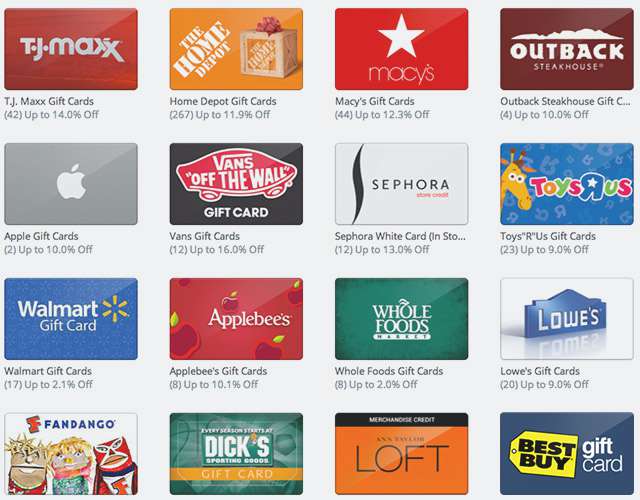 T·J·maxx
THE HOME DEPOT
macy's
OUTBACK
STEAKHOUSE®
T.J. Maxx Gift Cards
(42) Up to 14.0% Off
Home Depot Gift Cards
(267) Up to 11.9% Off
Macy's Gift Cards
(44) Up to 12.3% Off
Outback Steakhouse Gift C...
(4) Up to 10.0% Off
VANS
"OFF THE WALL"
GIFT CARD
SEPHORA
store credit
ToysЯUs
Apple Gift Cards
(2) Up to 10.0% Off
Vans Gift Cards
(12) Up to 16.0% Off
Sephora White Card (In Sto...
(12) Up to 13.0% Off
Toys"R"Us Gift Cards
(23) Up to 9.0% Off
Walmart
Gift Card
Applebee's
WHOLE
FOODS
MARKET
LOWE'S
Walmart Gift Cards
(17) Up to 2.1% Off
Applebee's Gift Cards
(8) Up to 10.1% Off
Whole Foods Gift Cards
(8) Up to 2.0% Off
Lowe's Gift Cards
(20) Up to 9.0% Off
FANDANGO
EVERY SEASON STARTS AT
DICK'S
SPORTING GOODS
GIFT CARD
MERCHANDISE CREDIT
ANN TAYLOR
LOFT
BEST
BUY
gift
card